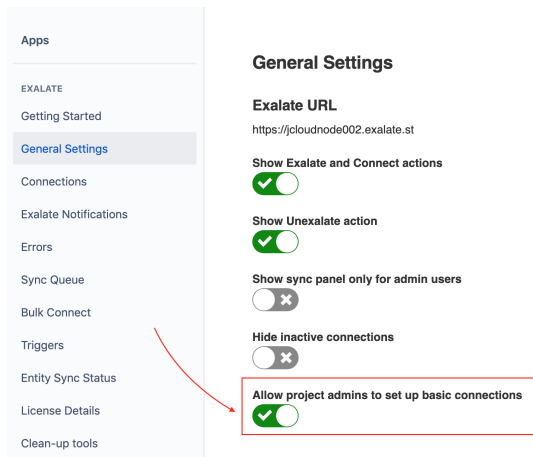 Apps
EXALATE
Getting Started
General Settings
Connections
Exalate Notifications
Errors
Sync Queue
Bulk Connect
Triggers
Entity Sync Status
License Details
Clean-up tools
General Settings
Exalate URL
https://jcloudnode002.exalate.st
Show Exalate and Connect actions
Show Unexalate action
Show sync panel only for admin users
Hide inactive connections
Allow project admins to set up basic connections